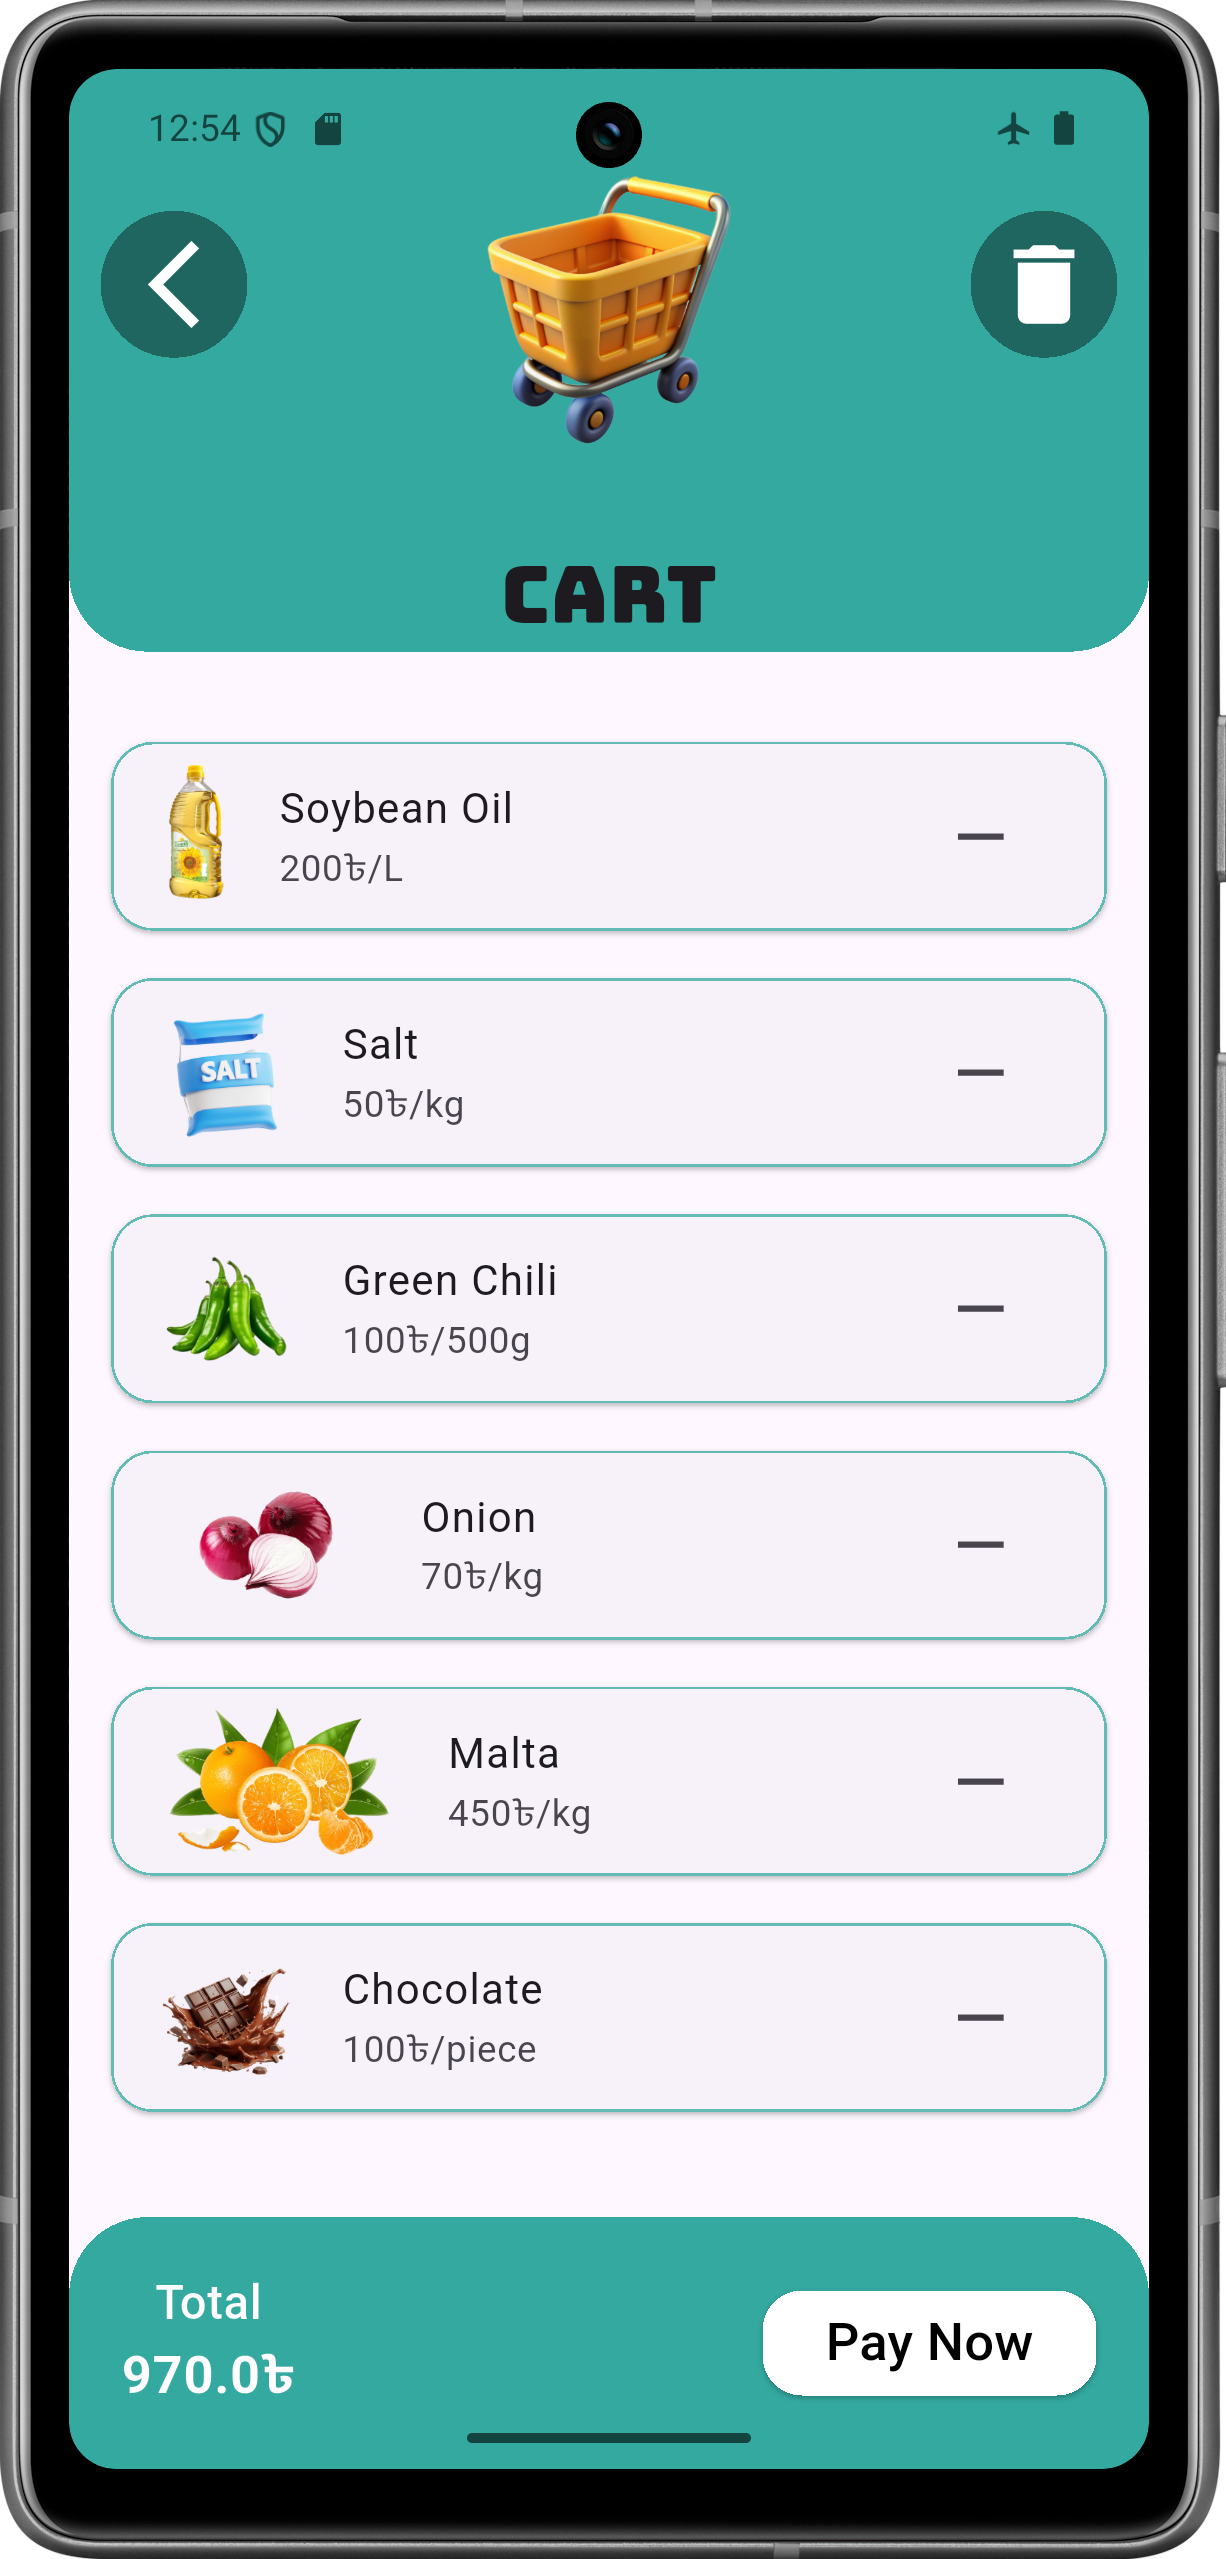 12:54
CART
Soybean Oil
200৳/L
SALT
Salt
50৳/kg
Green Chili
100৳/500g
Onion
70৳/kg
Malta
450৳/kg
Chocolate
100৳/piece
Total
970.0৳
Pay Now